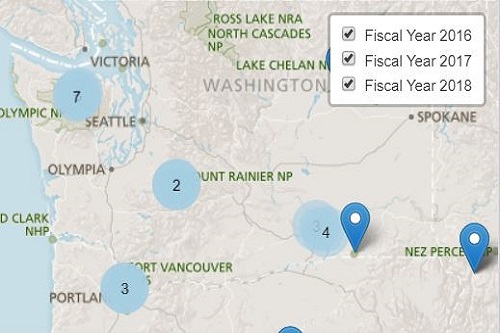 ROSS LAKE NRA
NORTH CASCADES
NP
Fiscal Year 2016
Fiscal Year 2017
Fiscal Year 2018
VICTORIA
LAKE CHELAN
WASHINGTON
7
OLYMPIC
SEATTLE
SPOKANE
OLYMPIA
2
OUNT RAINIER NP
D CLARK
NHP
3
4
NEZ PERCE
ORT VANCOUVER
3
S
PORTLAN